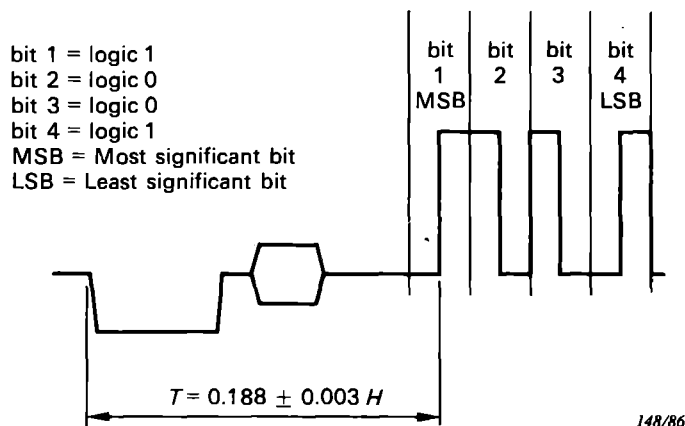 bit 1 = logic 1
bit 2 = logic 0
bit 3 = logic 0
bit 4 = logic 1
MSB = Most significant bit
LSB = Least significant bit
bit
1
MSB
bit
2
bit
3
bit
4
LSB
T = 0.188 ± 0.003 H
148/86